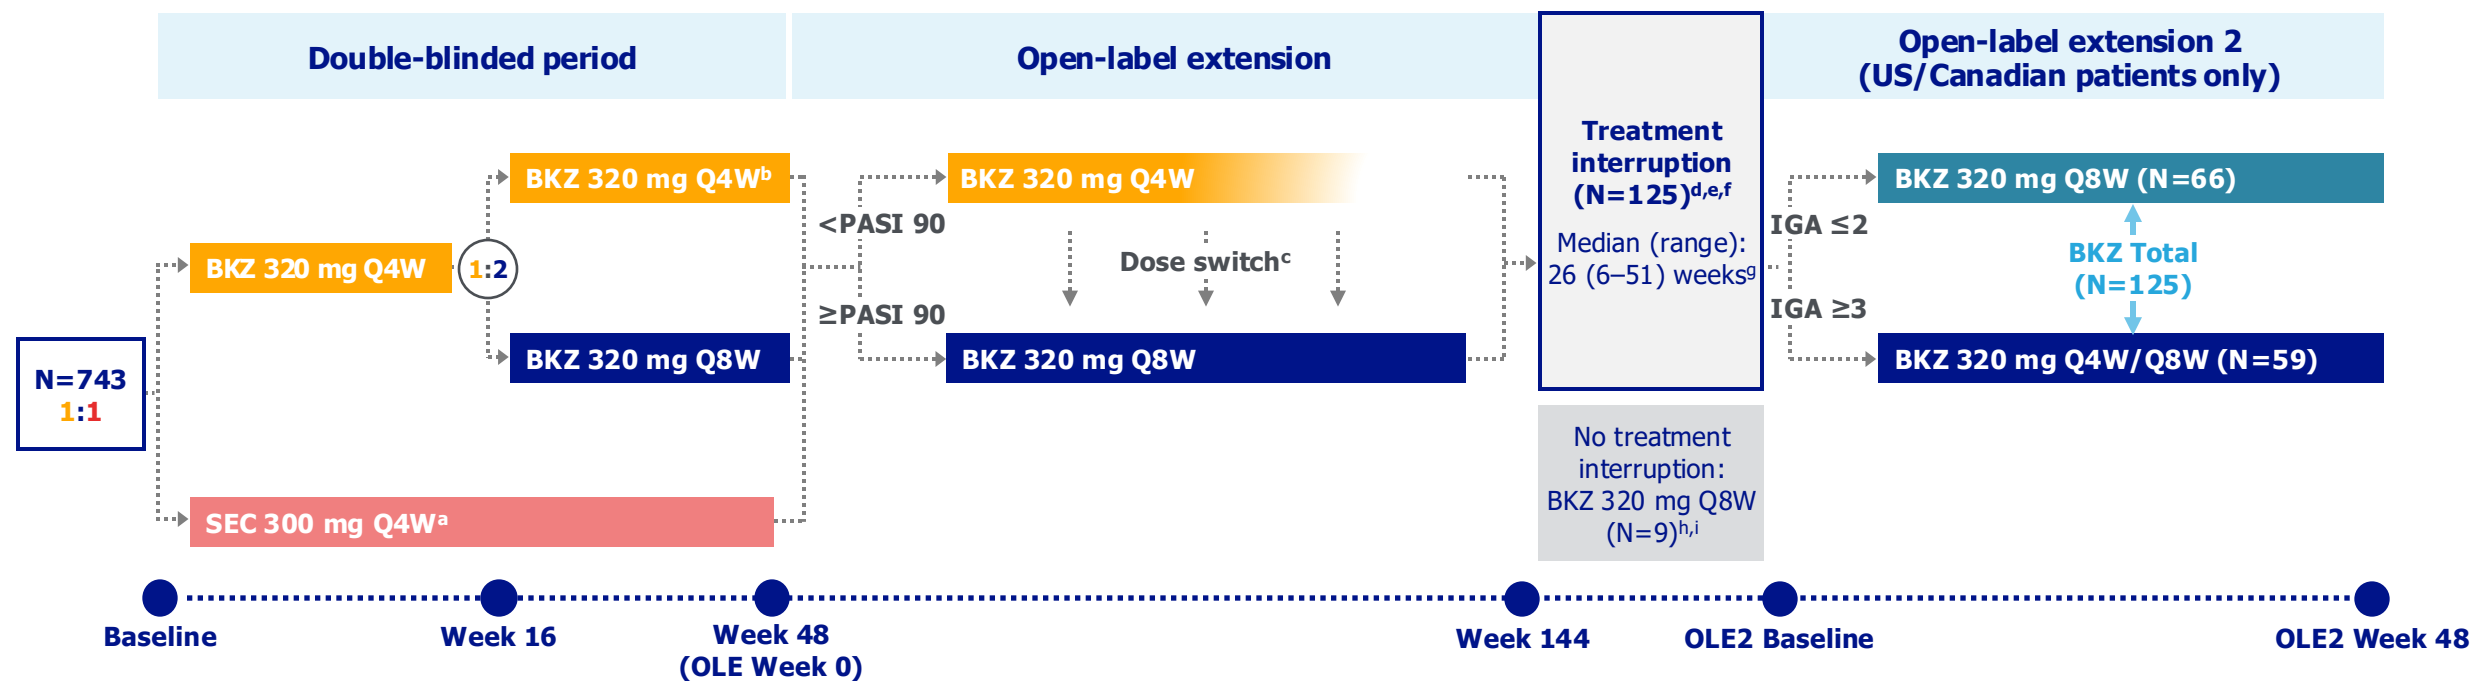 Double-blinded period
Open-label extension
Open-label extension 2
(US/Canadian patients only)
N=743
1:1
BKZ 320 mg Q4W
1:2
BKZ 320 mg Q4Wᵇ
BKZ 320 mg Q8W
SEC 300 mg Q4Wᵃ
<PASI 90
≥PASI 90
BKZ 320 mg Q4W
Dose switchᶜ
BKZ 320 mg Q8W
Treatment
interruption
(N=125)ᵈ,ᵉ,ᶠ
Median (range):
26 (6–51) weeksᵍ
No treatment
interruption:
BKZ 320 mg Q8W
(N=9)ʰ,ⁱ
IGA ≤2
IGA ≥3
BKZ 320 mg Q8W (N=66)
BKZ Total
(N=125)
BKZ 320 mg Q4W/Q8W (N=59)
Baseline
Week 16
Week 48
(OLE Week 0)
Week 144
OLE2 Baseline
OLE2 Week 48